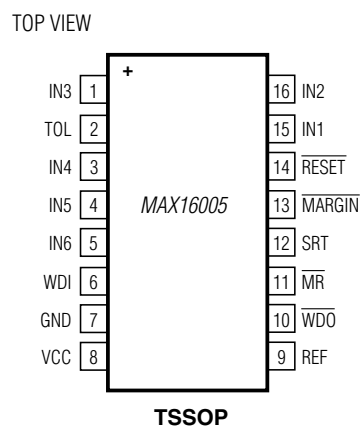 TOP VIEW
+
IN3 1 16 IN2
TOL 2 15 IN1
IN4 3 14 RESET
IN5 4 MAX16005 13 MARGIN
IN6 5 12 SRT
WDI 6 11 MR
GND 7 10 WDO
VCC 8 9 REF
TSSOP